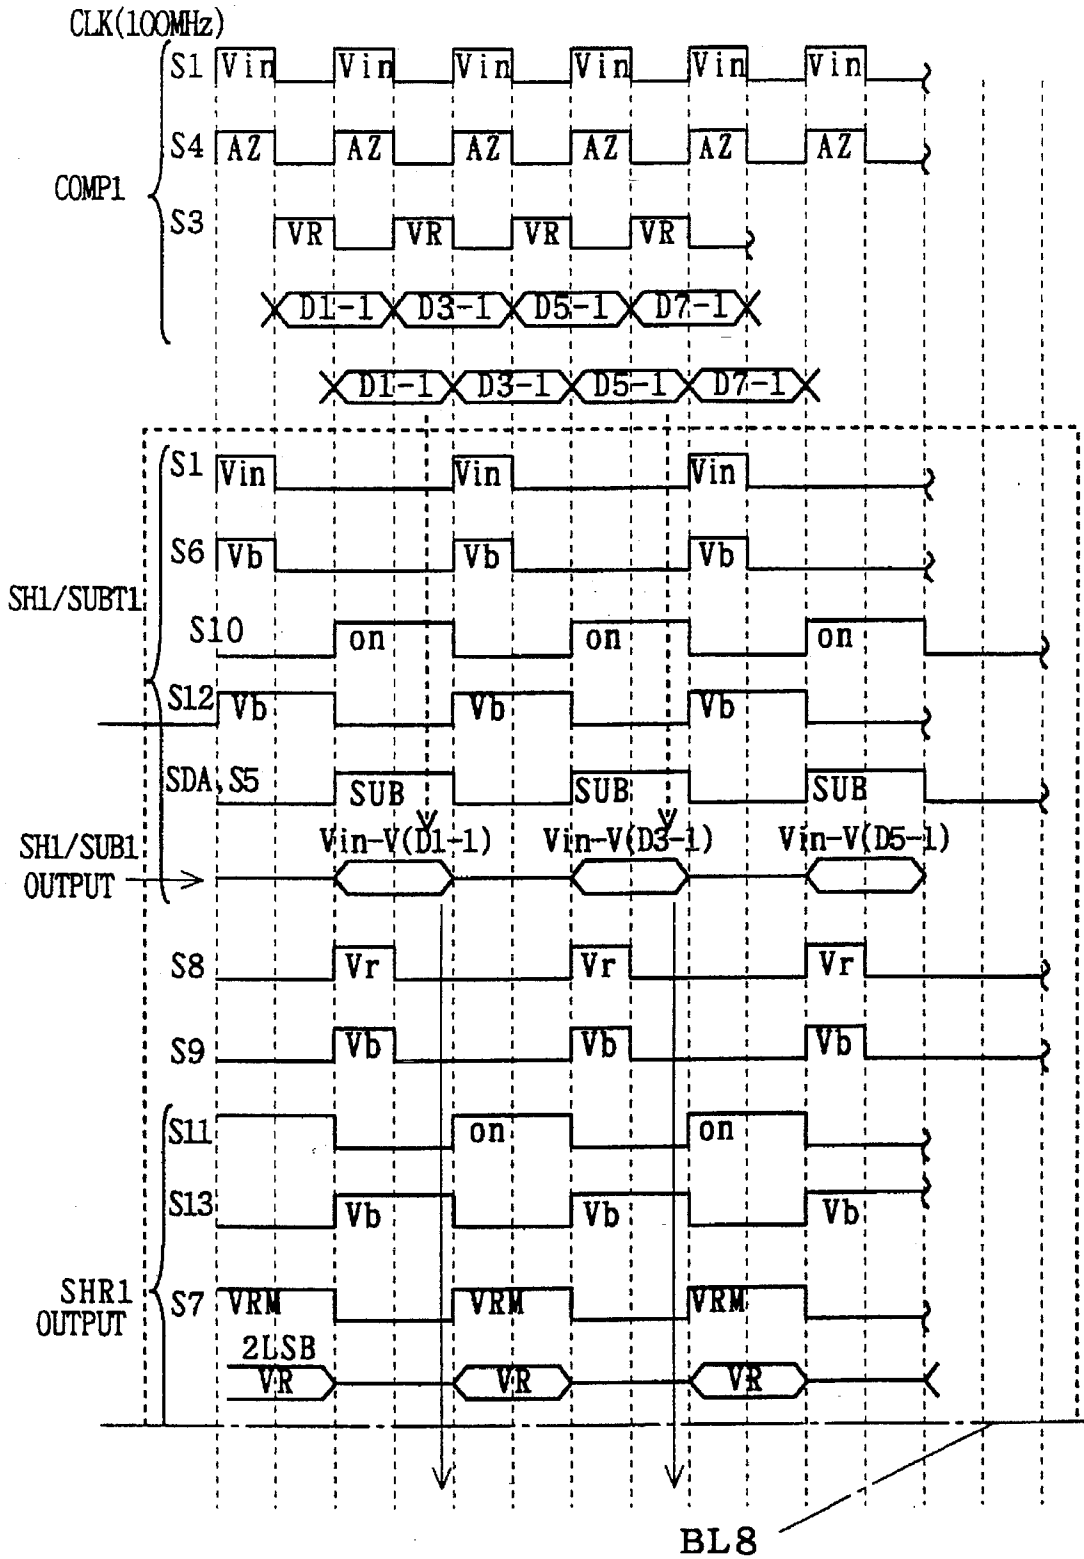 CLK(100MHz)
S1 Vin Vin Vin Vin Vin Vin
S4 AZ AZ AZ AZ AZ AZ
COMP1
S3 VR VR VR VR
D1-1 D3-1 D5-1 D7-1
D1-1 D3-1 D5-1 D7-1
S1 Vin Vin Vin
S6 Vb Vb Vb
SH1/SUBT1
S10 on on on
S12 Vb Vb Vb
SDA,S5 SUB SUB SUB
SH1/SUB1
OUTPUT
Vin-V(D1-1) Vin-V(D3-1) Vin-V(D5-1)
S8 Vr Vr Vr
S9 Vb Vb Vb
S11 on on
S13 Vb Vb Vb
SHR1
OUTPUT
S7 VRM VRM VRM
2LSB
VR VR VR
BL8